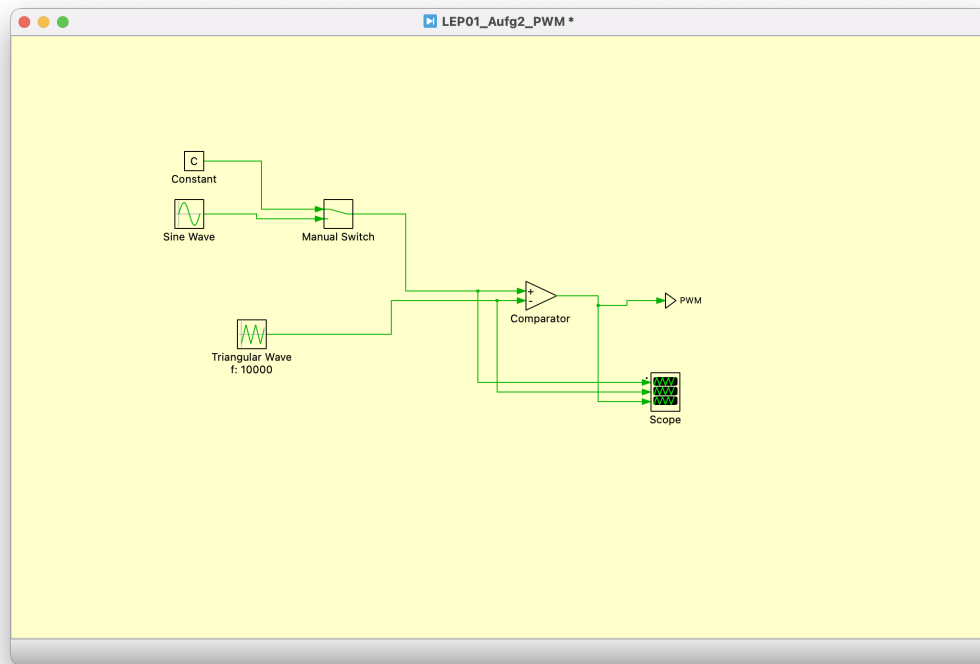 LEP01_Aufg2_PWM *
C
Constant
Sine Wave
Manual Switch
+
-
Comparator
PWM
Triangular Wave
f: 10000
Scope